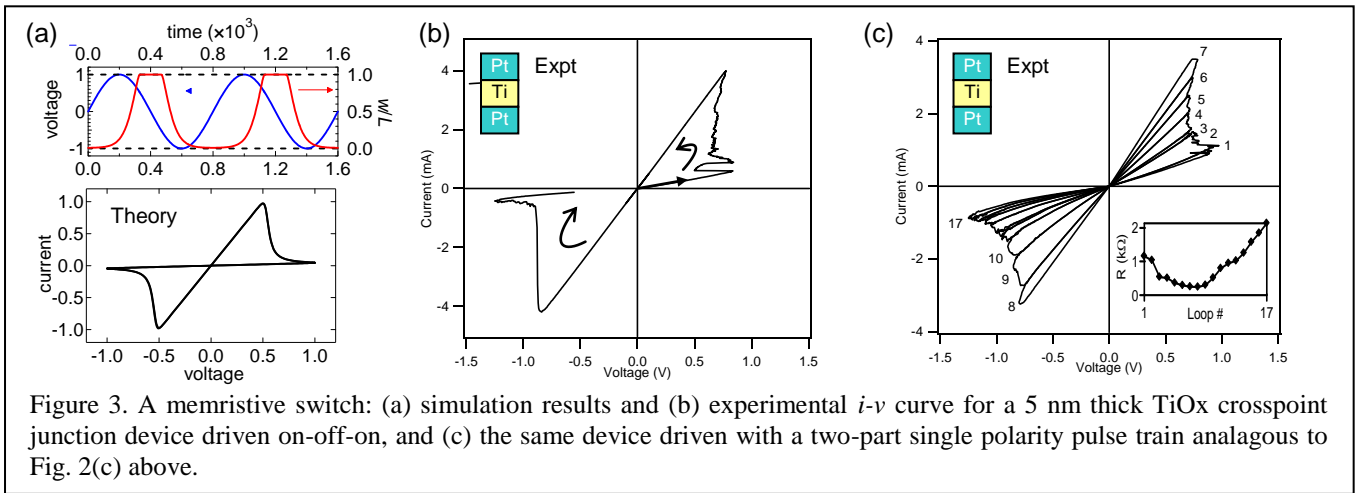 (a)
time (×10³)
0.0 0.4 0.8 1.2 1.6
1
0
-1
voltage
1.0
0.5
0.0
w/L
0.0 0.4 0.8 1.2 1.6
Theory
1.0
0.5
0.0
-0.5
-1.0
current
-1.0 -0.5 0.0 0.5 1.0
voltage
(b)
Pt
Ti
Pt
Expt
4
2
0
-2
-4
Current (mA)
-1.5 -1.0 -0.5 0.0 0.5 1.0 1.5
Voltage (V)
(c)
Pt
Ti
Pt
Expt
4
2
0
-2
-4
Current (mA)
7
6
5
4
3
2
1
17
10
9
8
2
1
0
R (kΩ)
1 17
Loop #
-1.5 -1.0 -0.5 0.0 0.5 1.0 1.5
Voltage (V)
Figure 3. A memristive switch: (a) simulation results and (b) experimental i-v curve for a 5 nm thick TiOx crosspoint
junction device driven on-off-on, and (c) the same device driven with a two-part single polarity pulse train analagous to
Fig. 2(c) above.